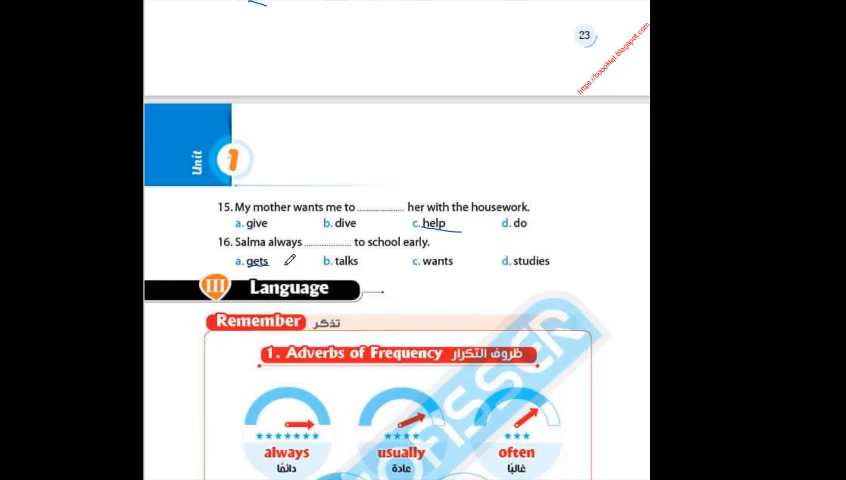 23
https://boooklet.blogspot.com
Unit 1
15. My mother wants me to .................... her with the housework.
a. give b. dive c. help d. do
16. Salma always .................... to school early.
a. gets b. talks c. wants d. studies
III Language
Remember تذكر
1. Adverbs of Frequency ظروف التكرار
always usually often
دائمًا عادة غالبًا